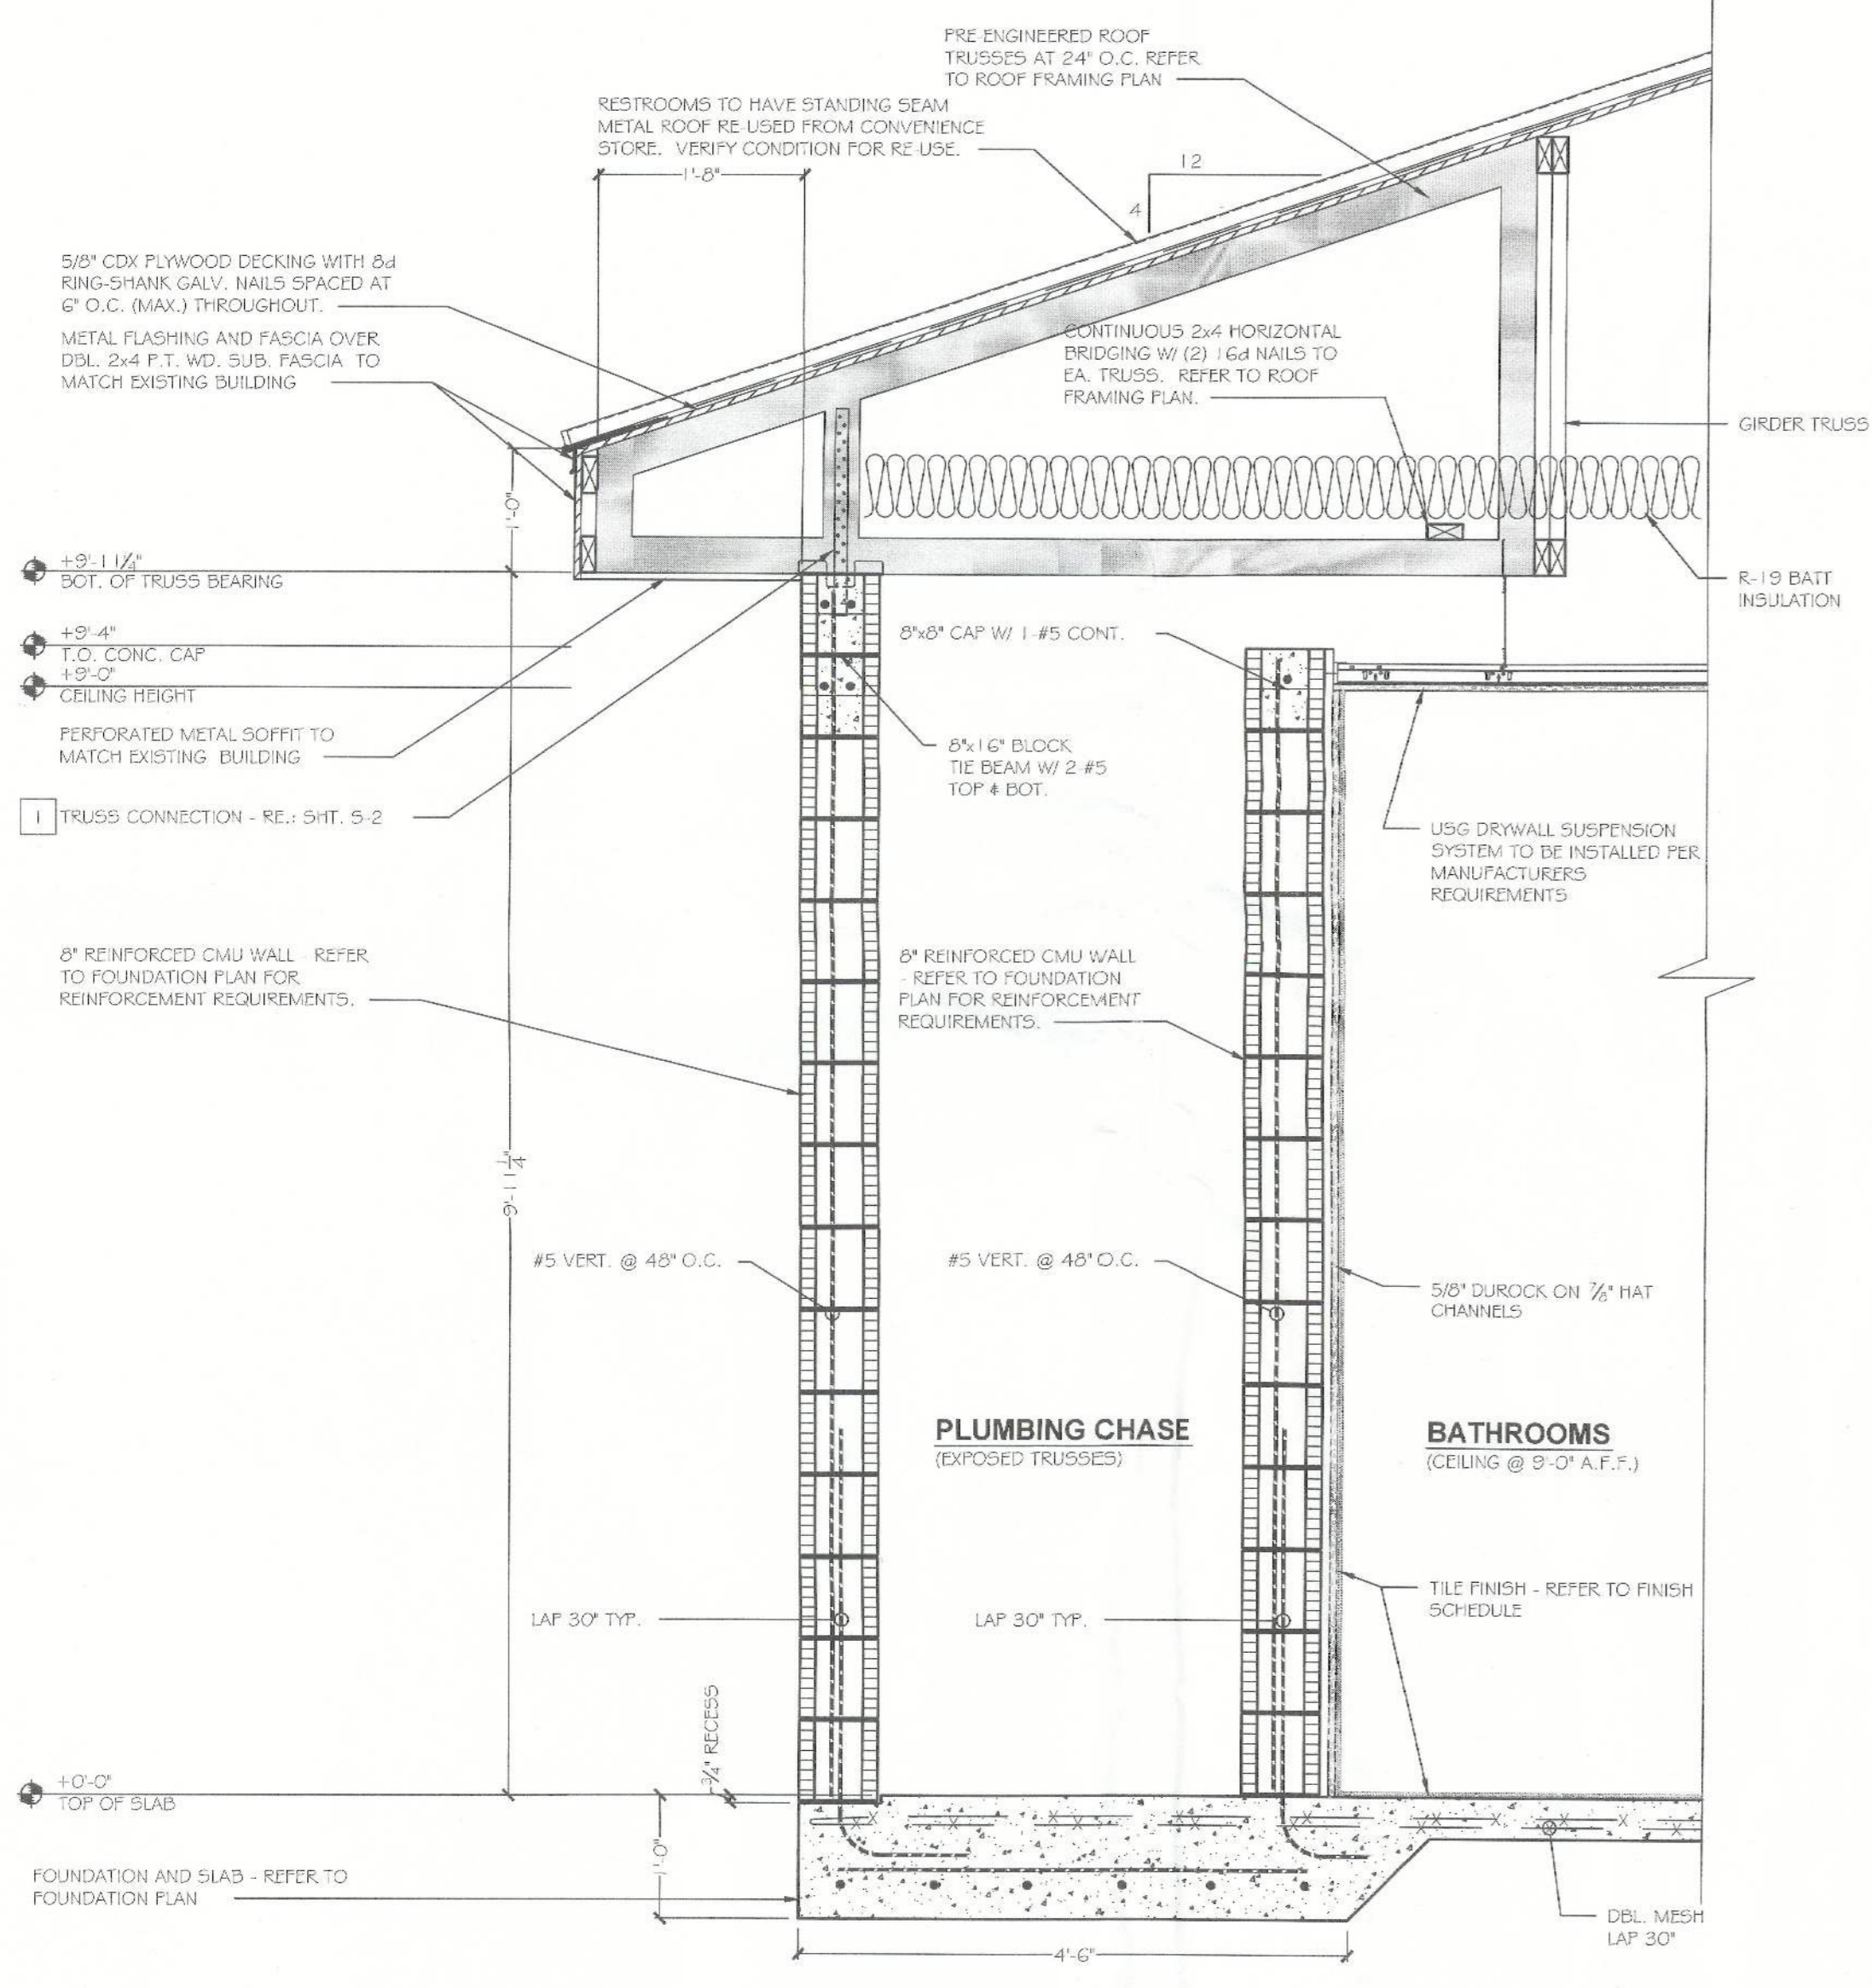 PRE-ENGINEERED ROOF
TRUSSES AT 24" O.C. REFER
TO ROOF FRAMING PLAN
RESTROOMS TO HAVE STANDING SEAM
METAL ROOF RE-USED FROM CONVENIENCE
STORE. VERIFY CONDITION FOR RE-USE.
1'-8"
12
4
5/8" CDX PLYWOOD DECKING WITH 8d
RING-SHANK GALV. NAILS SPACED AT
6" O.C. (MAX.) THROUGHOUT.
METAL FLASHING AND FASCIA OVER
DBL. 2x4 P.T. WD. SUB. FASCIA TO
MATCH EXISTING BUILDING
CONTINUOUS 2x4 HORIZONTAL
BRIDGING W/ (2) 16d NAILS TO
EA. TRUSS. REFER TO ROOF
FRAMING PLAN.
GIRDER TRUSS
1'-0"
+9'-11¼"
BOT. OF TRUSS BEARING
R-19 BATT
INSULATION
+9'-4"
T.O. CONC. CAP
+9'-0"
CEILING HEIGHT
8"x8" CAP W/ 1-#5 CONT.
PERFORATED METAL SOFFIT TO
MATCH EXISTING BUILDING
8"x16" BLOCK
TIE BEAM W/ 2-#5
TOP & BOT.
1 TRUSS CONNECTION - RE.: SHT. S-2
USG DRYWALL SUSPENSION
SYSTEM TO BE INSTALLED PER
MANUFACTURERS
REQUIREMENTS
8" REINFORCED CMU WALL - REFER
TO FOUNDATION PLAN FOR
REINFORCEMENT REQUIREMENTS.
8" REINFORCED CMU WALL
- REFER TO FOUNDATION
PLAN FOR REINFORCEMENT
REQUIREMENTS.
9'-11¼"
#5 VERT. @ 48" O.C.
#5 VERT. @ 48" O.C.
5/8" DUROCK ON ⅞" HAT
CHANNELS
PLUMBING CHASE
(EXPOSED TRUSSES)
BATHROOMS
(CEILING @ 9'-0" A.F.F.)
LAP 30" TYP.
LAP 30" TYP.
TILE FINISH - REFER TO FINISH
SCHEDULE
¾" RECESS
+0'-0"
TOP OF SLAB
1'-0"
FOUNDATION AND SLAB - REFER TO
FOUNDATION PLAN
DBL. MESH
LAP 30"
4'-6"